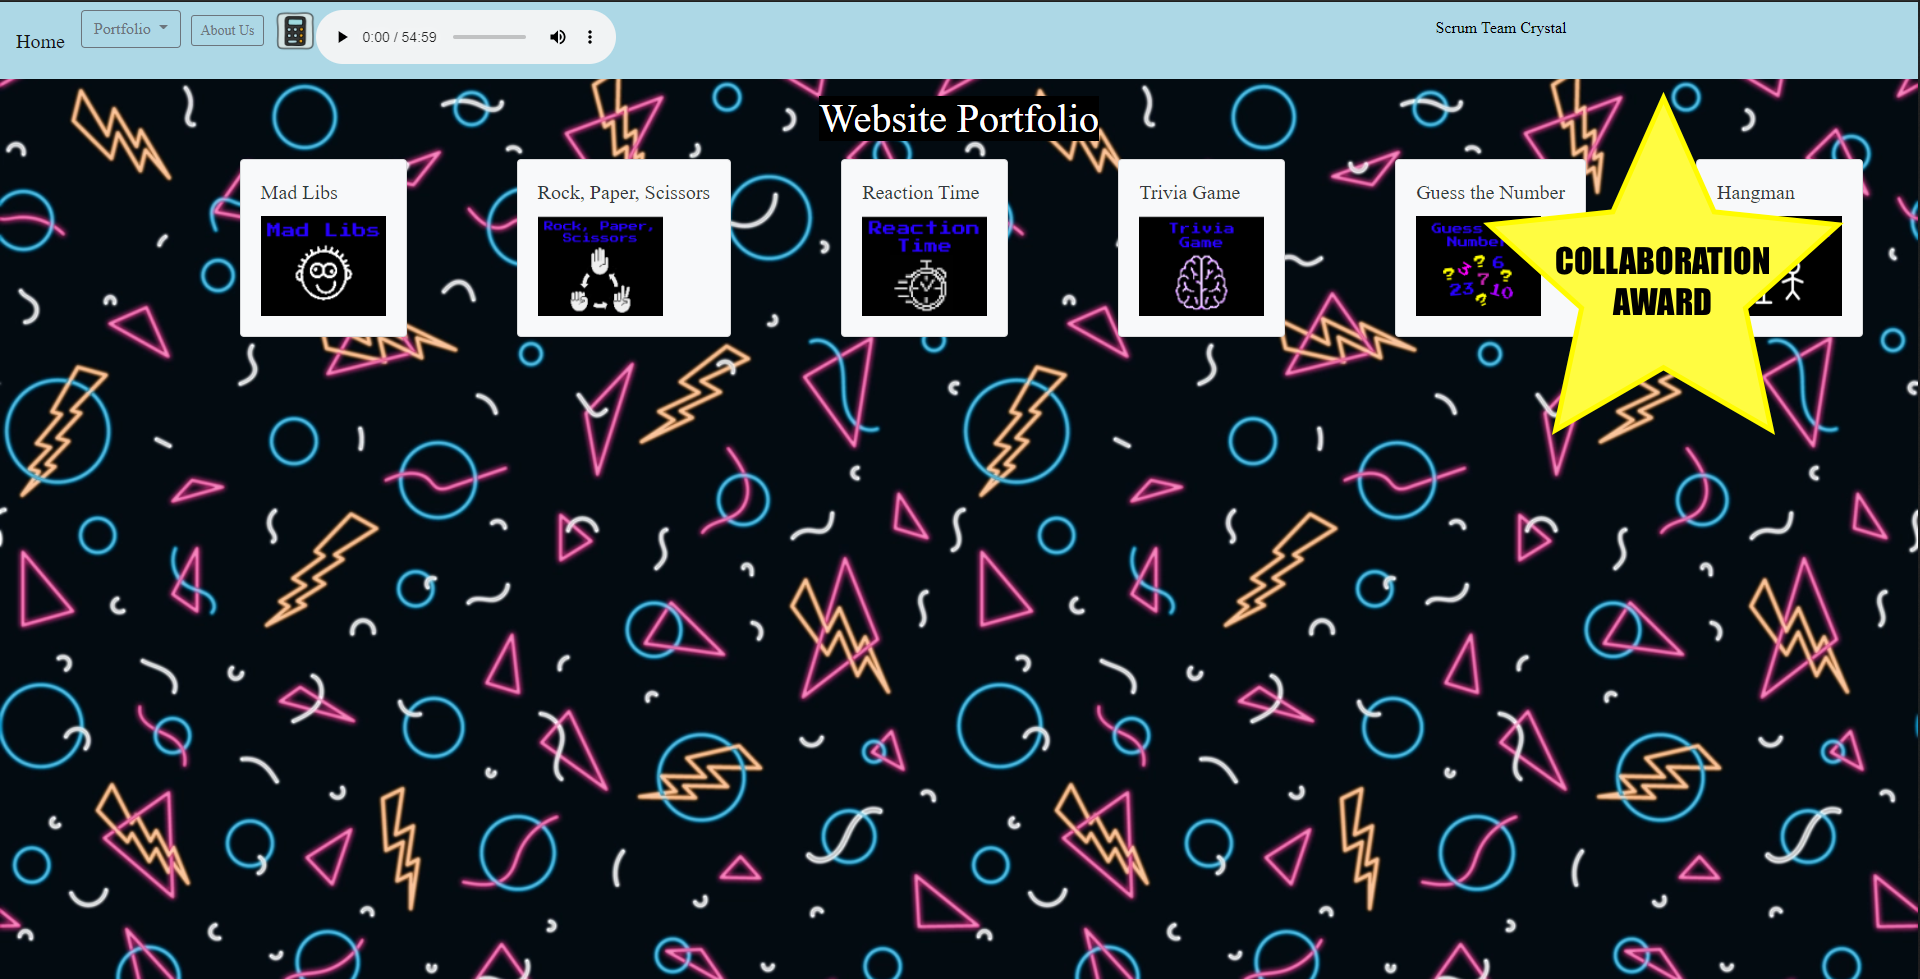 Home
Portfolio
About Us
0:00 / 54:59
Scrum Team Crystal
Website Portfolio
Mad Libs
Mad Libs
Rock, Paper, Scissors
Rock, Paper,
Scissors
Reaction Time
Reaction
Time
Trivia Game
Trivia
Game
Guess the Number
Guess
Number
? 3 ? 6
7 ?
23 ? 10
Hangman
COLLABORATION
AWARD